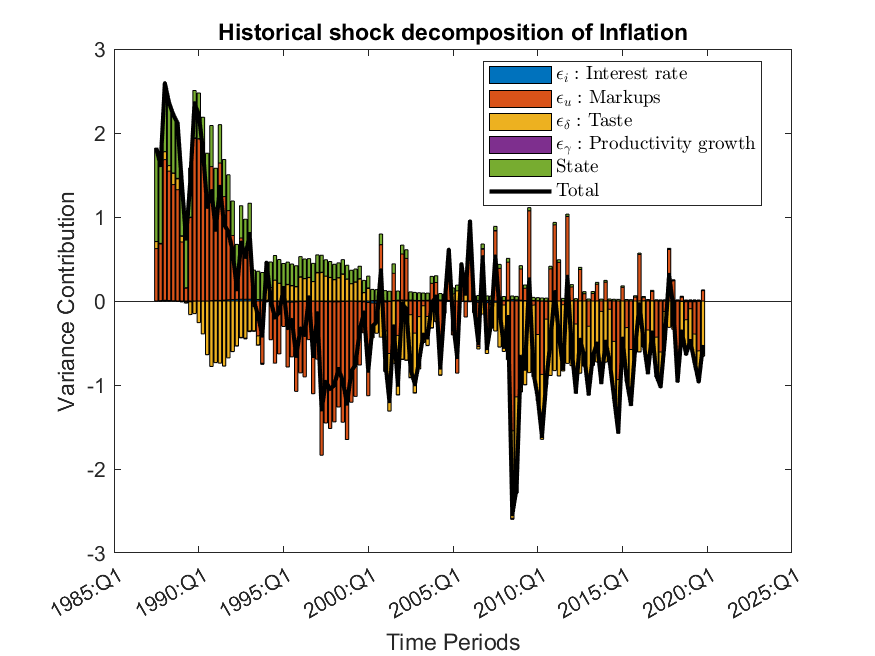 Historical shock decomposition of Inflation
3
2
1
0
-1
-2
-3
Variance Contribution
ϵ_i : Interest rate
ϵ_u : Markups
ϵ_δ : Taste
ϵ_γ : Productivity growth
State
Total
1985:Q1
1990:Q1
1995:Q1
2000:Q1
2005:Q1
2010:Q1
2015:Q1
2020:Q1
2025:Q1
Time Periods